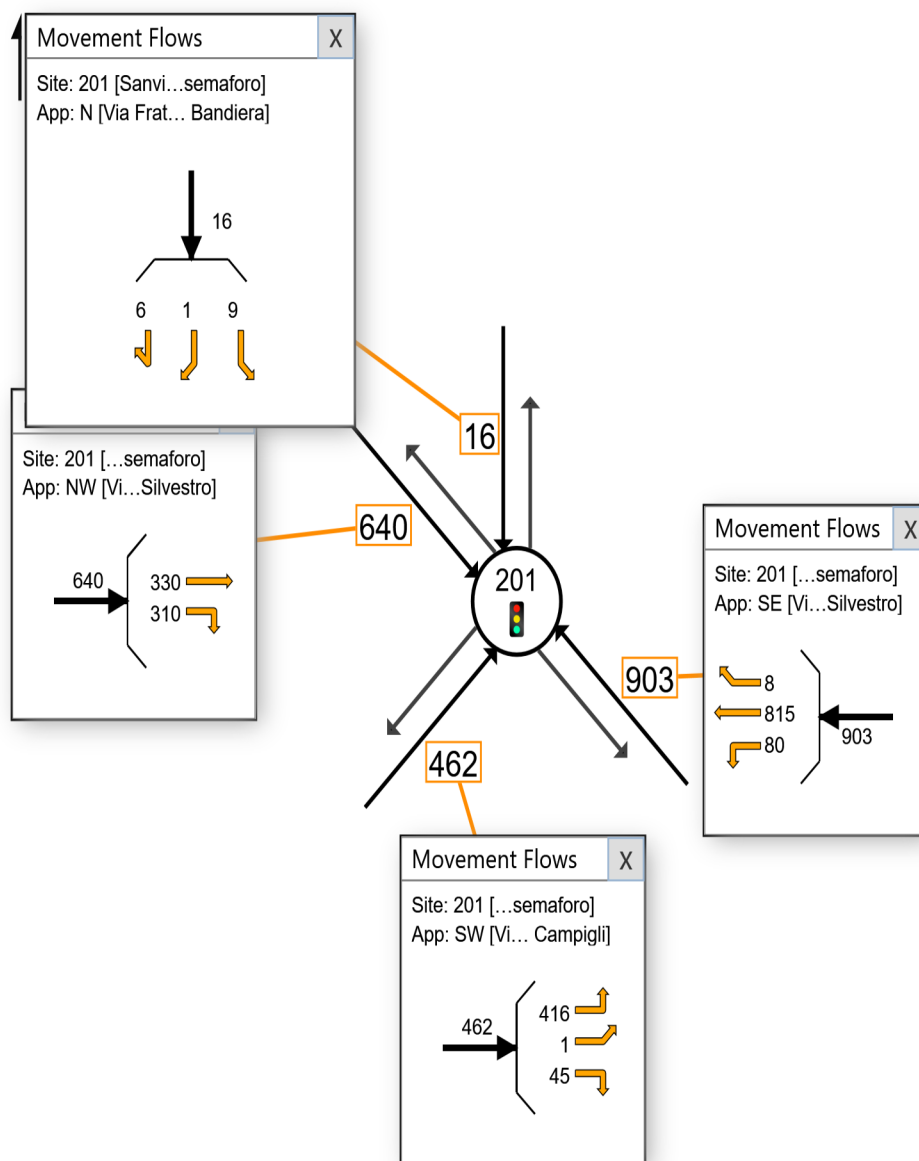 Movement Flows X
Site: 201 [Sanvi...semaforo]
App: N [Via Frat... Bandiera]
16
6 1 9
16
Site: 201 [...semaforo]
App: NW [Vi...Silvestro]
640
330
310
640
201
Movement Flows X
Site: 201 [...semaforo]
App: SE [Vi...Silvestro]
8
815
80
903
903
462
Movement Flows X
Site: 201 [...semaforo]
App: SW [Vi... Campigli]
462
416
1
45